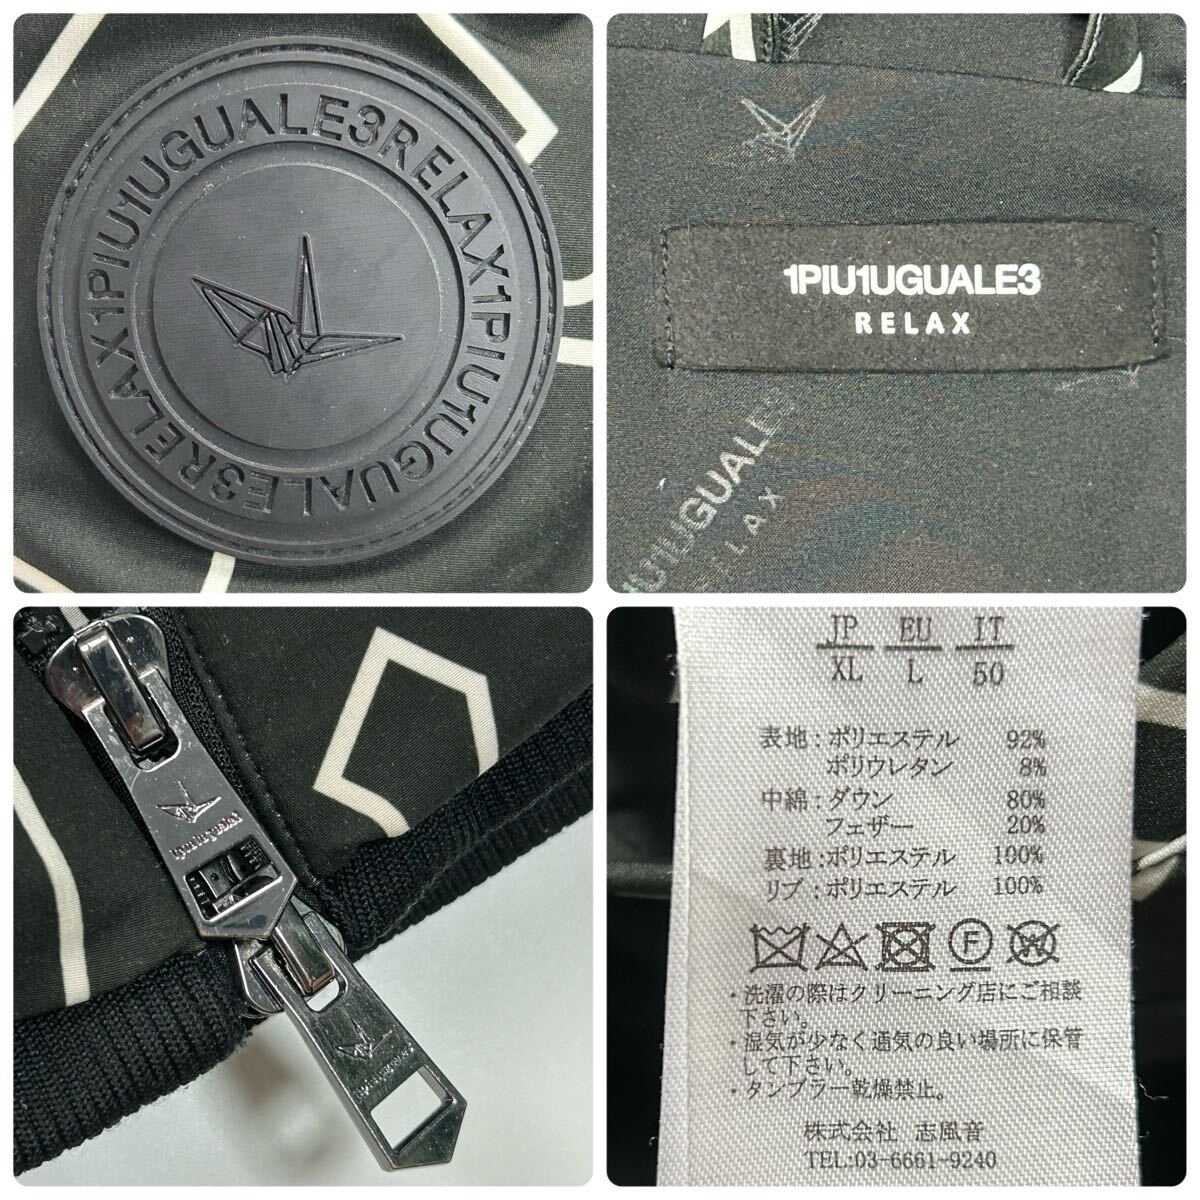 1PIU1UGUALE3RELAX1PIU1UGUALE3RELAX
1PIU1UGUALE3
RELAX
1PIU1UGUALE3
RELAX
1piu1uguale3
1piu1uguale3
JP EU IT
XL L 50
表地:ポリエステル 92%
ポリウレタン 8%
中綿:ダウン 80%
フェザー 20%
裏地:ポリエステル 100%
リブ:ポリエステル 100%
F W
・洗濯の際はクリーニング店にご相談
下さい。
・湿気が少なく通気の良い場所に保管
して下さい。
・タンブラー乾燥禁止。
株式会社 志風音
TEL:03-6661-9240